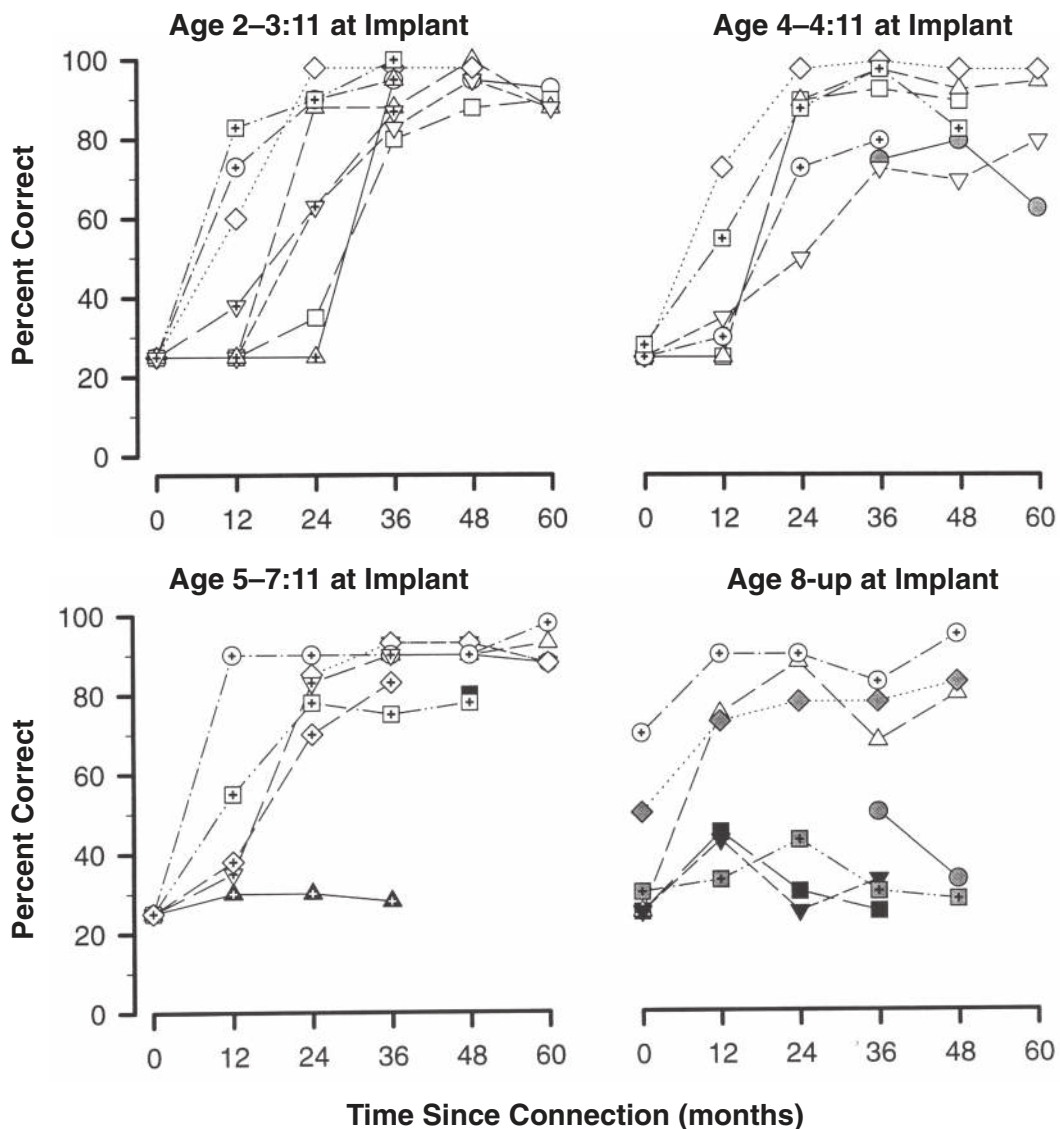 Age 2–3:11 at Implant
Age 4–4:11 at Implant
Percent Correct
100
80
60
40
20
0
0 12 24 36 48 60
0 12 24 36 48 60
Age 5–7:11 at Implant
Age 8-up at Implant
Percent Correct
100
80
60
40
20
0
0 12 24 36 48 60
0 12 24 36 48 60
Time Since Connection (months)